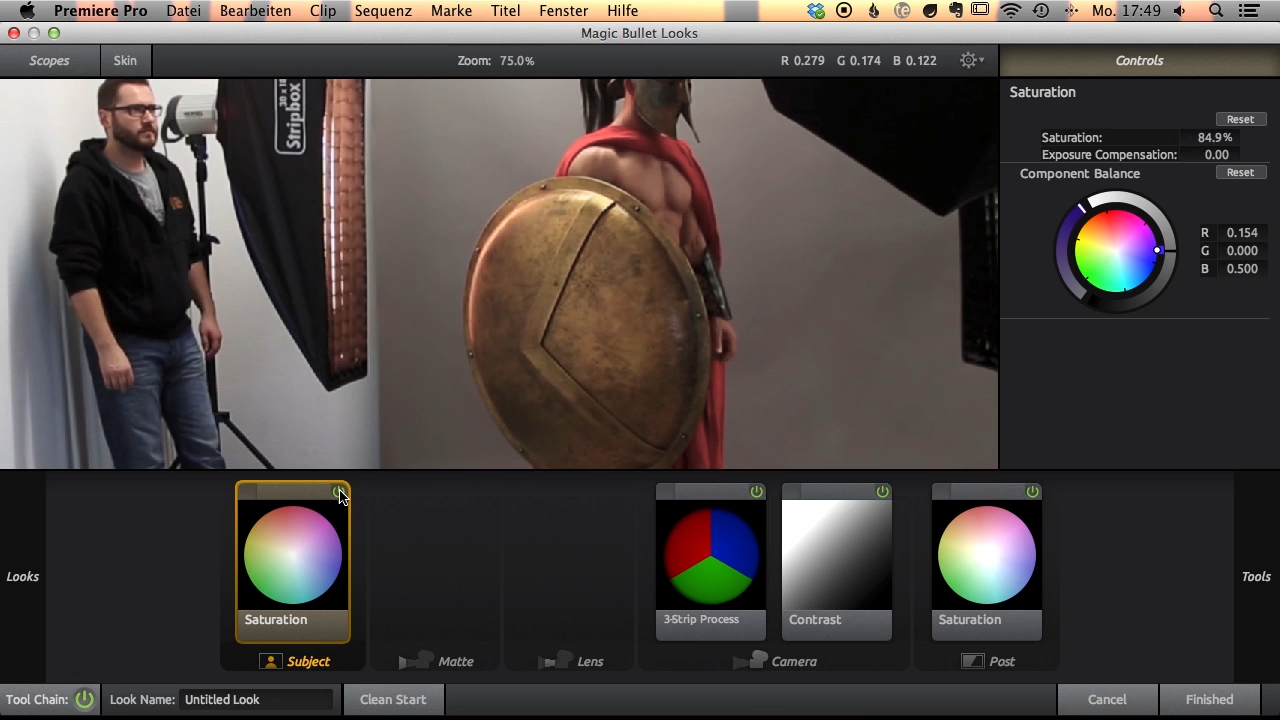 Premiere Pro Datei Bearbeiten Clip Sequenz Marke Titel Fenster Hilfe Mo. 17:49
Magic Bullet Looks
Scopes Skin Zoom: 75.0% R 0.279 G 0.174 B 0.122 Controls
Saturation
Reset
Saturation: 84.9%
Exposure Compensation: 0.00
Component Balance Reset
R 0.154
G 0.000
B 0.500
30 x
Stripbox
Looks
Tools
Saturation
3-Strip Process
Contrast
Saturation
Subject
Matte
Lens
Camera
Post
Tool Chain: Look Name: Untitled Look Clean Start Cancel Finished